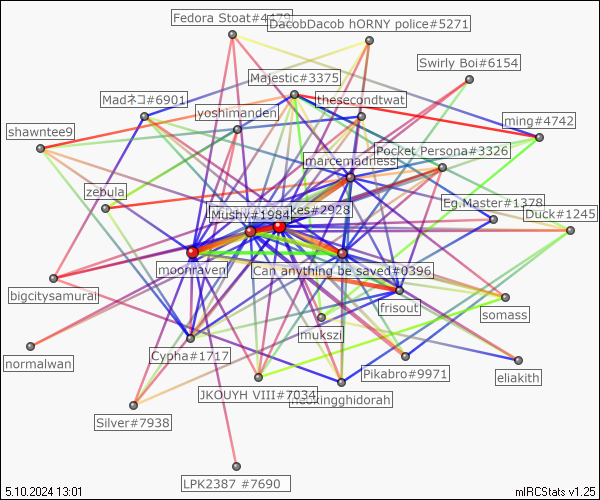 Fedora Stoat#4479
DacobDacob hORNY police#5271
Swirly Boi#6154
Majestic#3375
Madネコ#6901
thesecondtwat
yoshimanden
ming#4742
shawntee9
marcemadness
Pocket Persona#3326
zebula
Eg.Master#1378
Mushy#1984
kes#2928
Duck#1245
moonraven
Can anything be saved#0396
bigcitysamurai
frisout
somass
mukszi
normalwan
Cypha#1717
Pikabro#9971
eliakith
JKOUYH VIII#7034
neokingghidorah
Silver#7938
LPK2387 #7690
5.10.2024 13:01
mIRCStats v1.25